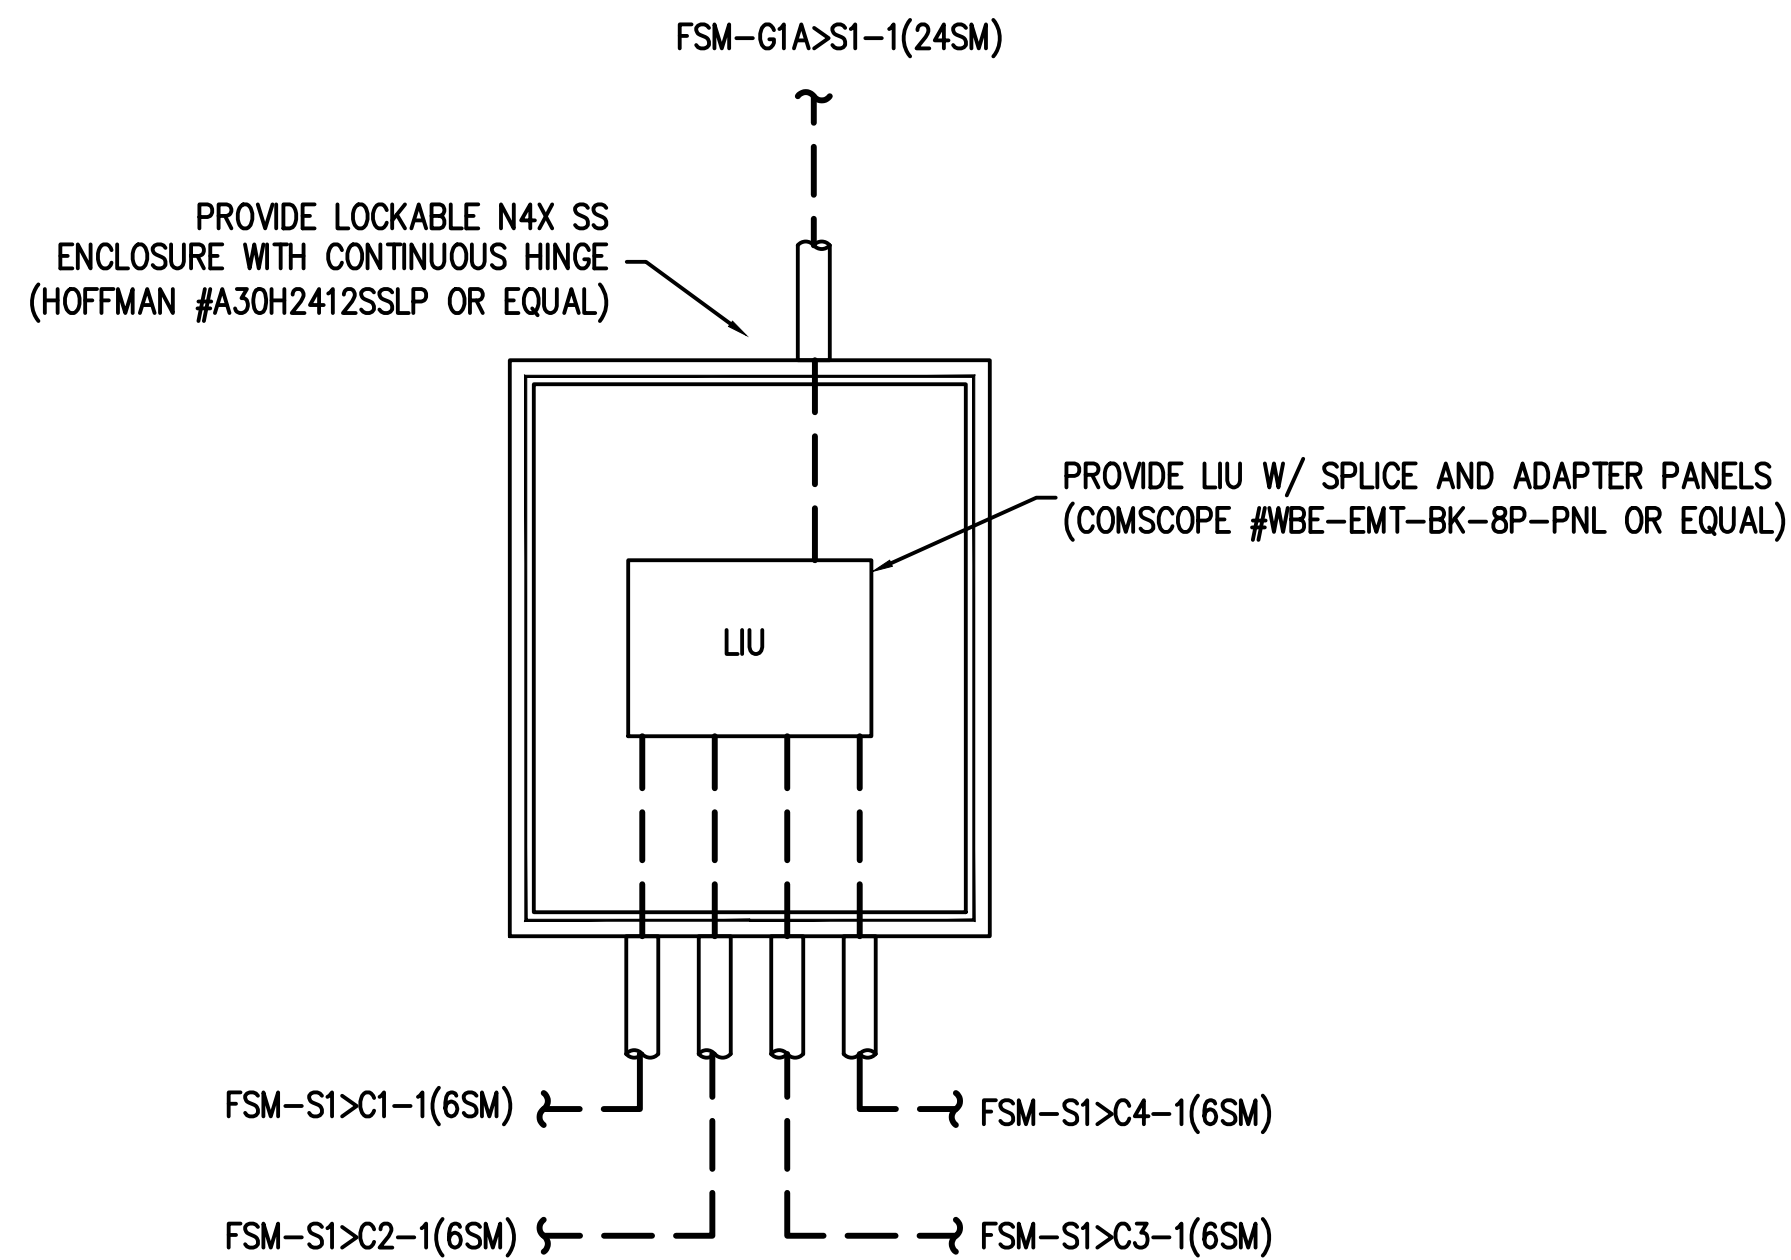 FSM-G1A>S1-1(24SM)
PROVIDE LOCKABLE N4X SS
ENCLOSURE WITH CONTINUOUS HINGE
(HOFFMAN #A30H2412SSLP OR EQUAL)
PROVIDE LIU W/ SPLICE AND ADAPTER PANELS
(COMSCOPE #WBE-EMT-BK-8P-PNL OR EQUAL)
LIU
FSM-S1>C1-1(6SM)
FSM-S1>C4-1(6SM)
FSM-S1>C2-1(6SM)
FSM-S1>C3-1(6SM)